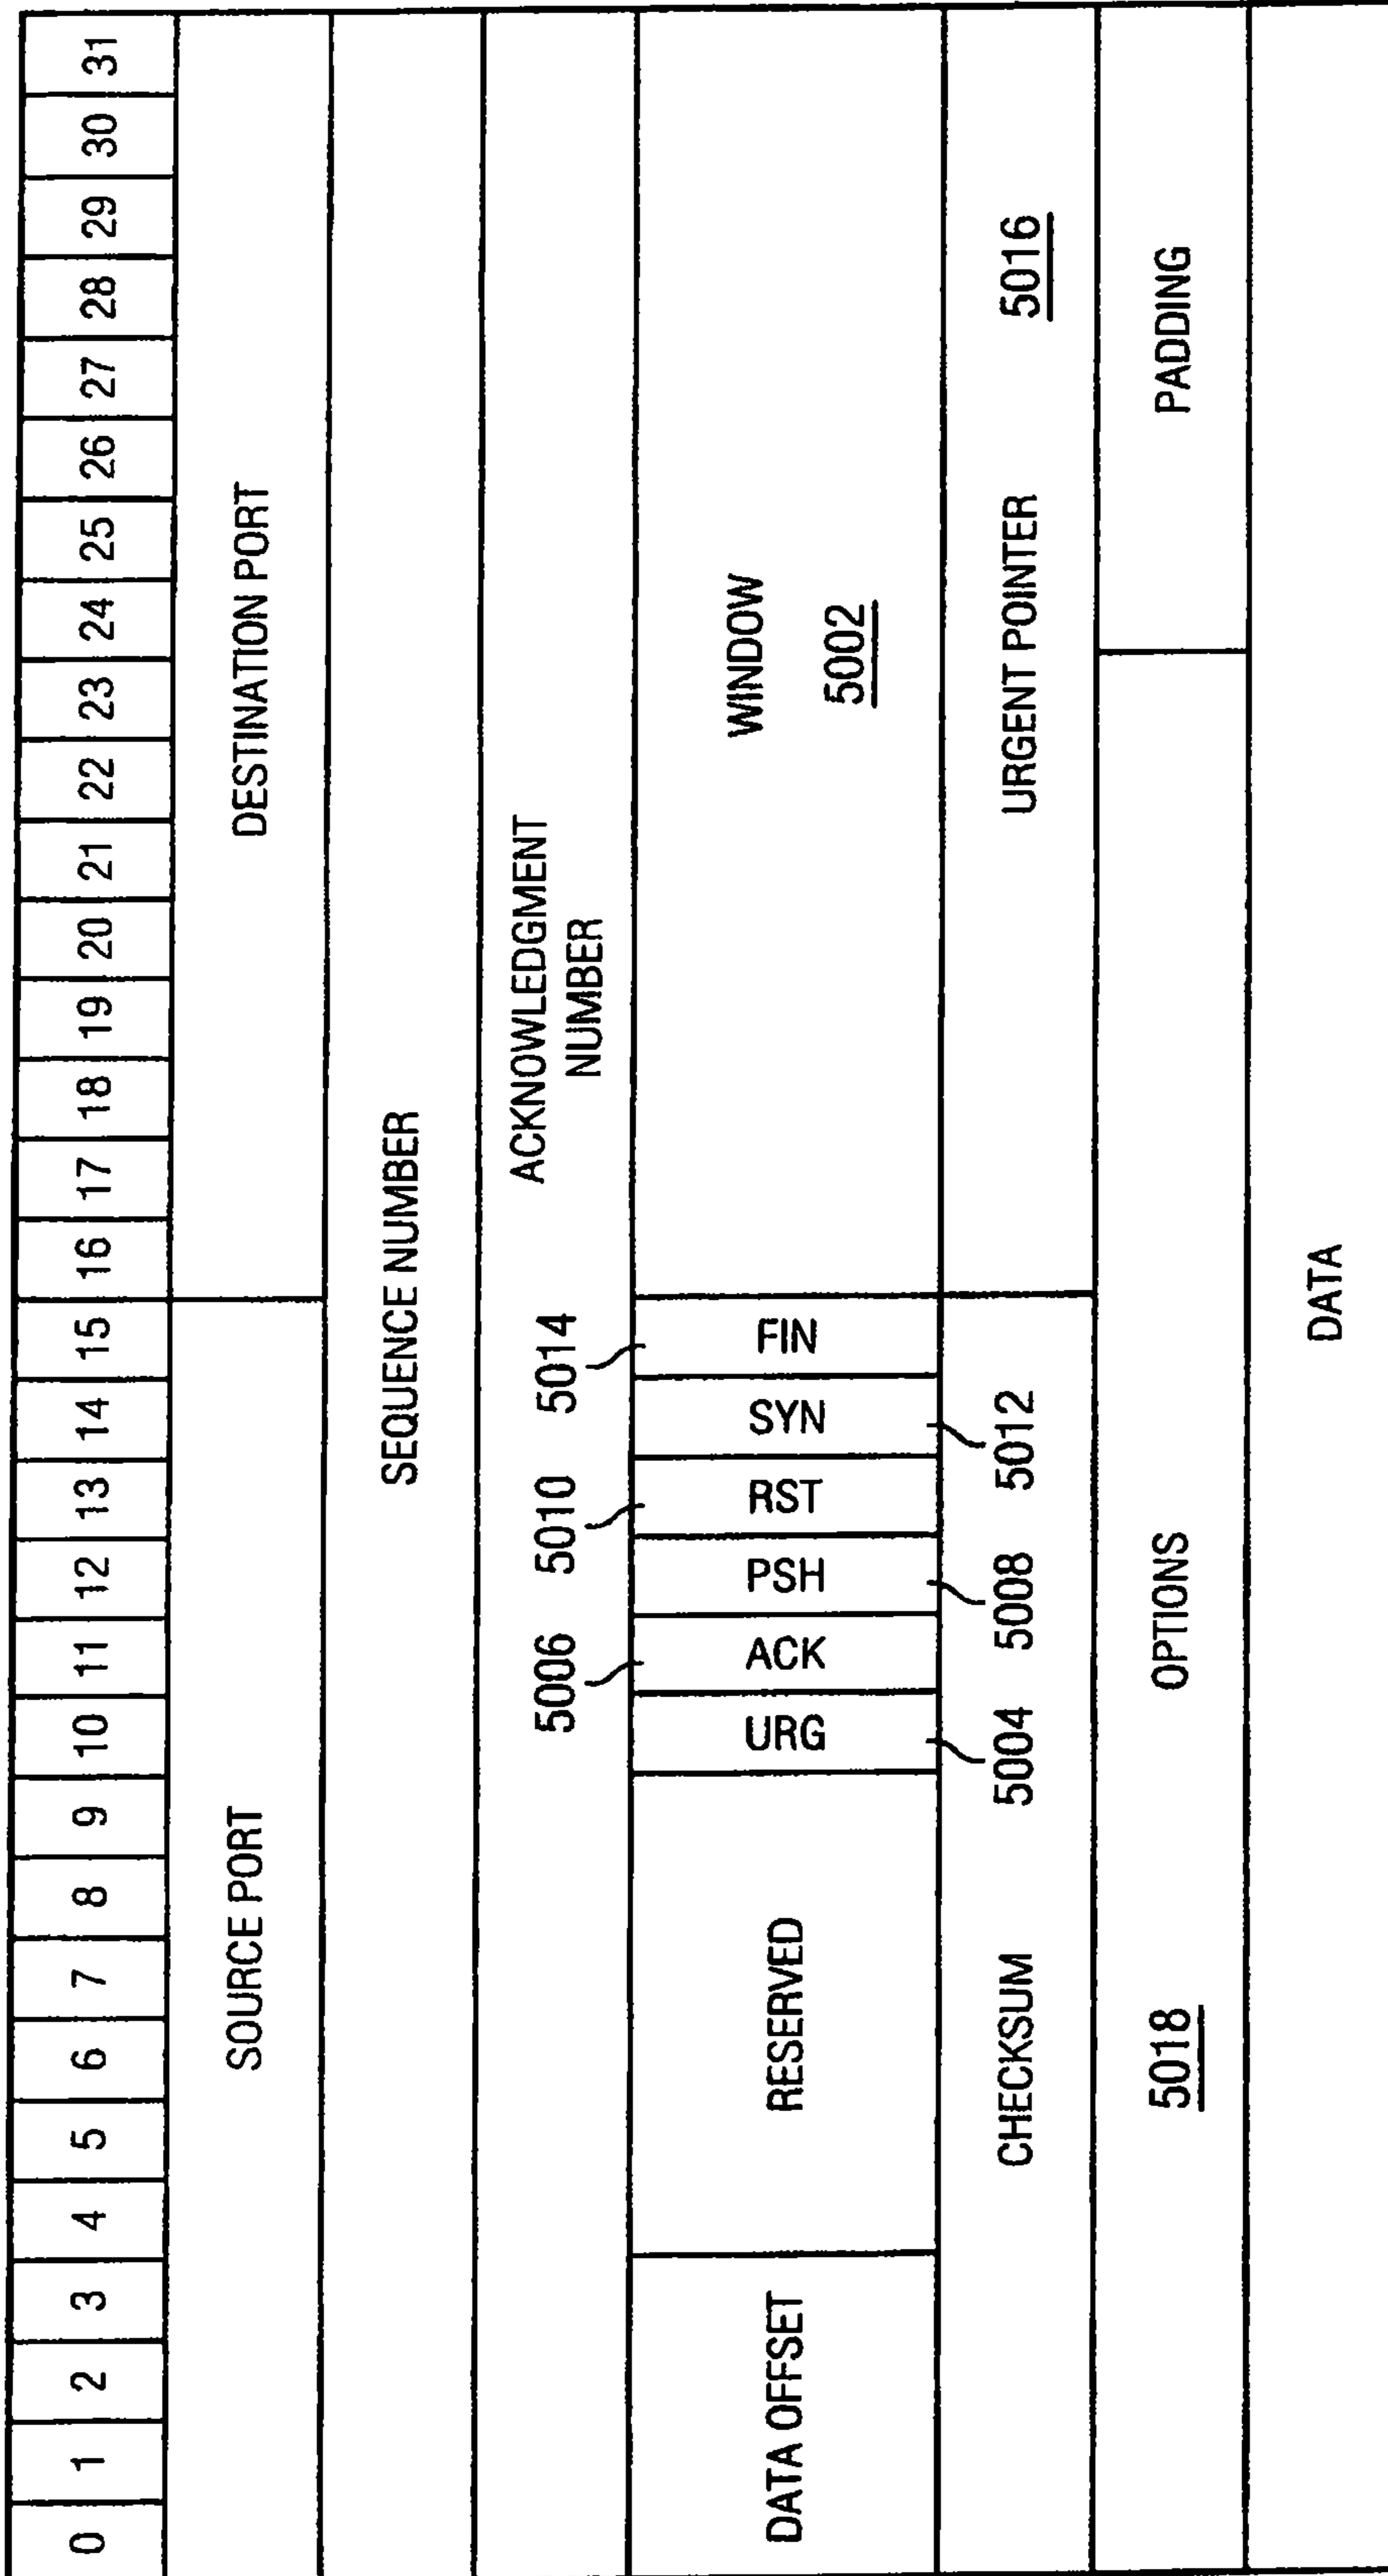 0 1 2 3 4 5 6 7 8 9 10 11 12 13 14 15 16 17 18 19 20 21 22 23 24 25 26 27 28 29 30 31
SOURCE PORT DESTINATION PORT
SEQUENCE NUMBER
ACKNOWLEDGMENT
NUMBER
5006 5010 5014
DATA OFFSET RESERVED URG ACK PSH RST SYN FIN WINDOW
5002
5004 5008 5012
CHECKSUM URGENT POINTER 5016
5018 OPTIONS PADDING
DATA